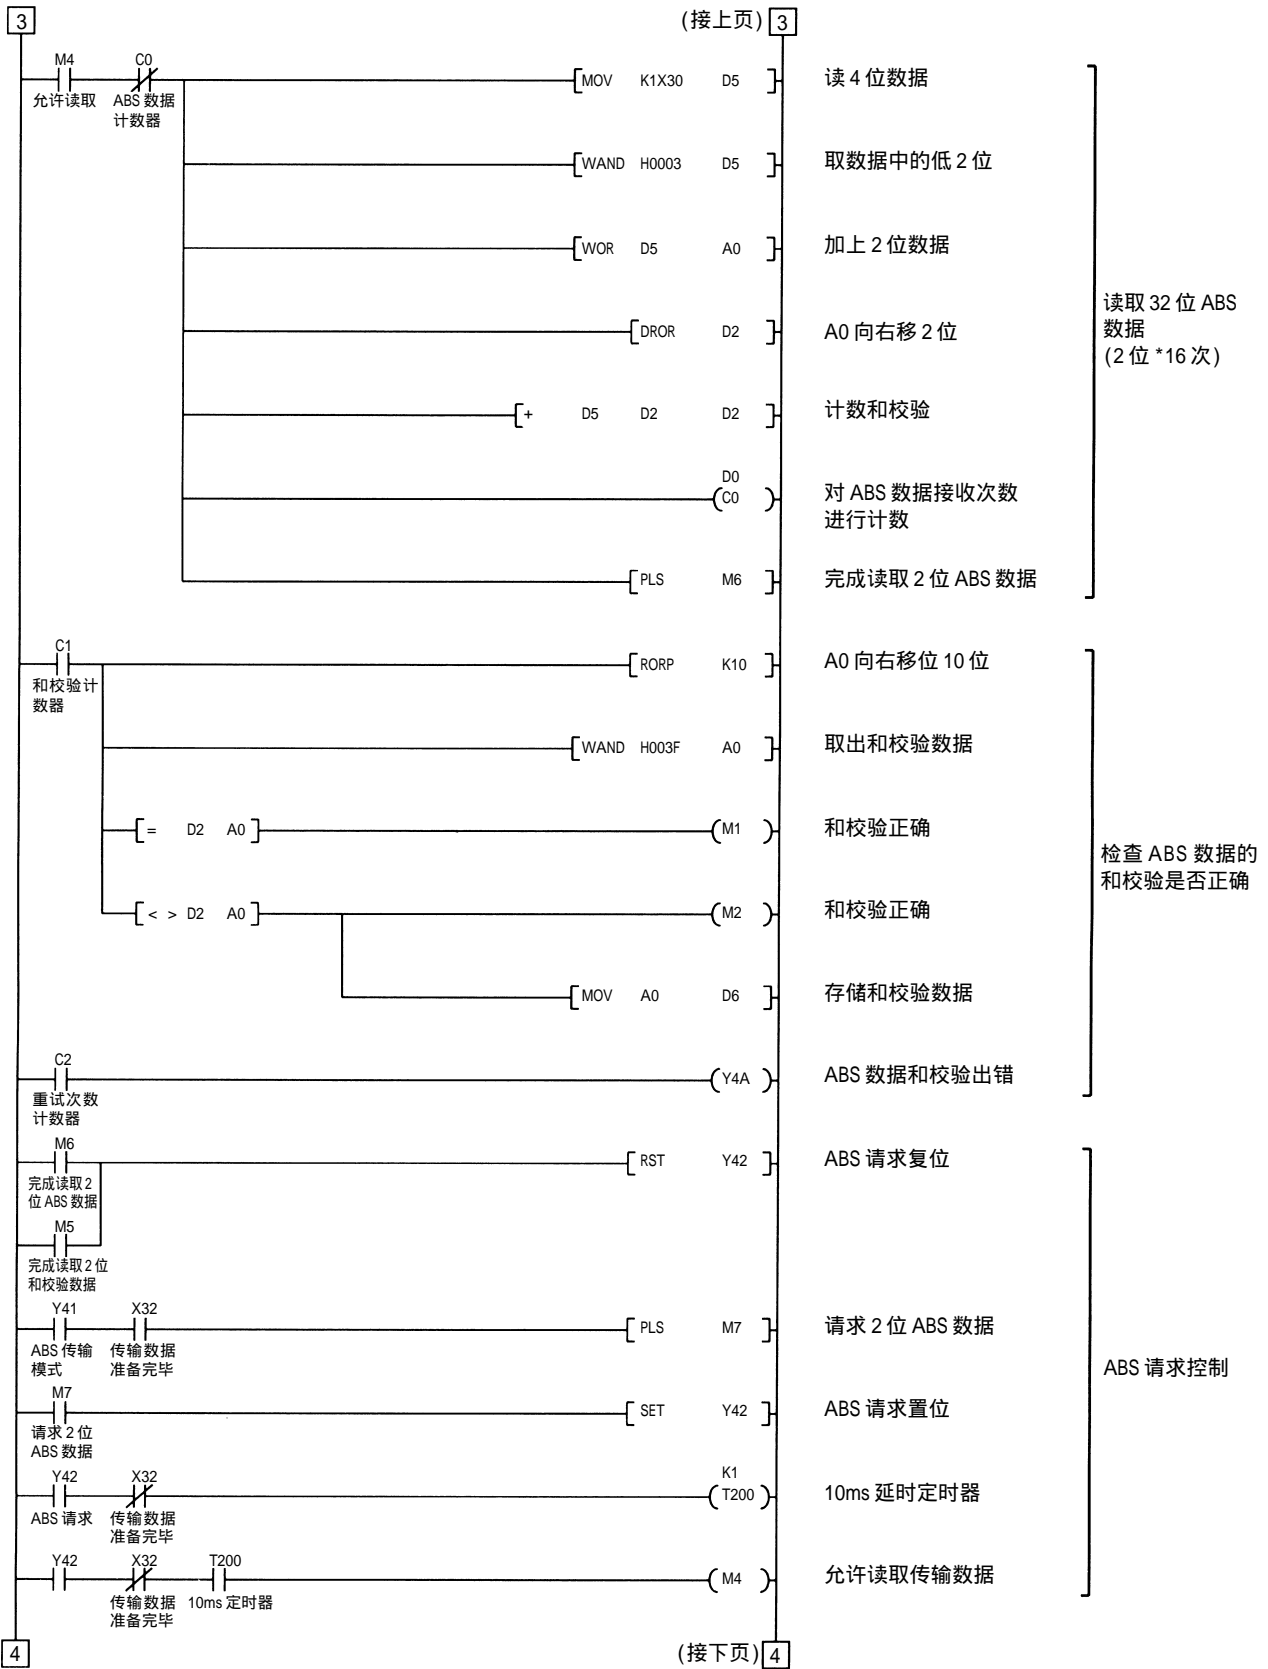 3 (接上页) 3
M4 C0
MOV K1X30 D5 读 4 位数据
允许读取 ABS 数据
计数器
WAND H0003 D5 取数据中的低 2 位
WOR D5 A0 加上 2 位数据
读取 32 位 ABS
数据
(2 位 *16 次)
DROR D2 A0 向右移 2 位
+ D5 D2 D2 计数和校验
D0
C0 对 ABS 数据接收次数
进行计数
PLS M6 完成读取 2 位 ABS 数据
C1
RORP K10 A0 向右移位 10 位
和校验计
数器
WAND H003F A0 取出和校验数据
= D2 A0 M1 和校验正确
检查 ABS 数据的
和校验是否正确
< > D2 A0 M2 和校验正确
MOV A0 D6 存储和校验数据
C2
Y4A ABS 数据和校验出错
重试次数
计数器
M6
RST Y42 ABS 请求复位
完成读取 2
位 ABS 数据
M5
完成读取 2 位
和校验数据
Y41 X32
PLS M7 请求 2 位 ABS 数据
ABS 传输 传输数据
模式 准备完毕
ABS 请求控制
M7
SET Y42 ABS 请求置位
请求 2 位
ABS 数据
Y42 X32 K1
T200 10ms 延时定时器
ABS 请求 传输数据
准备完毕
Y42 X32 T200
M4 允许读取传输数据
传输数据 10ms 定时器
准备完毕
4 (接下页) 4